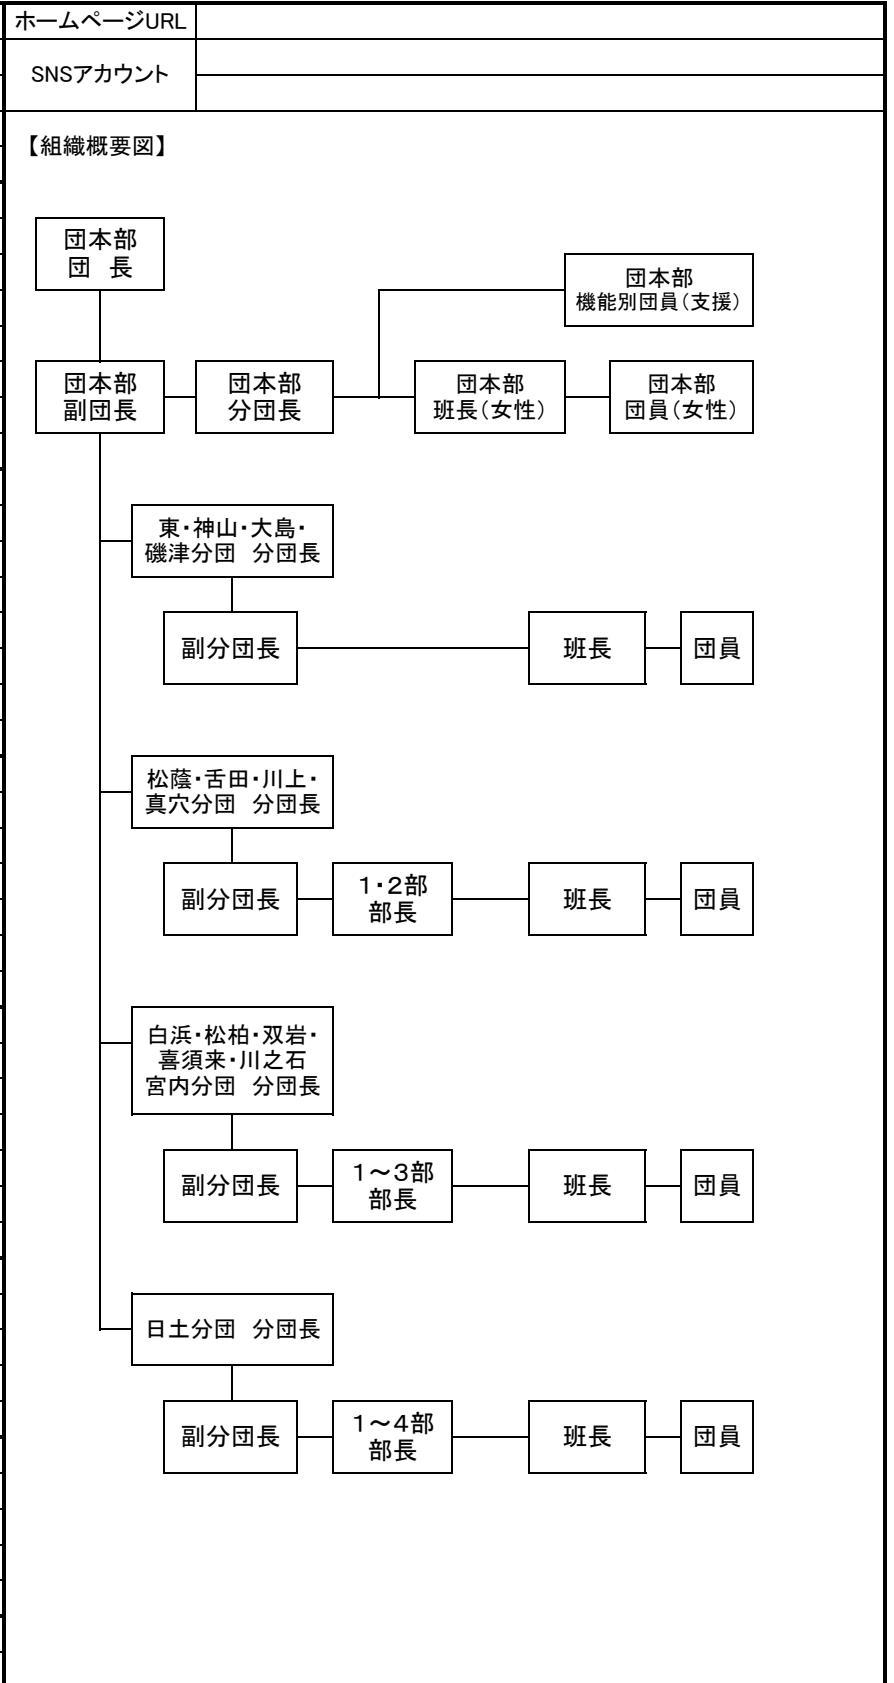 ホームページURL
SNSアカウント
【組織概要図】
団本部
団　長
団本部
機能別団員(支援)
団本部
副団長
団本部
分団長
団本部
班長(女性)
団本部
団員(女性)
東・神山・大島・
磯津分団　分団長
副分団長
班長
団員
松蔭・舌田・川上・
真穴分団　分団長
副分団長
１・２部
部長
班長
団員
白浜・松柏・双岩・
喜須来・川之石
宮内分団　分団長
副分団長
１～３部
部長
班長
団員
日土分団　分団長
副分団長
１～４部
部長
班長
団員